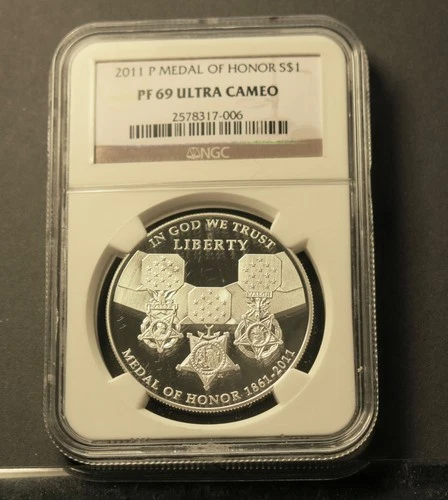 2011 P MEDAL OF HONOR S$1
PF 69 ULTRA CAMEO
2578317-006
NGC
IN GOD WE TRUST
LIBERTY
VALOR
MEDAL OF HONOR 1861-2011